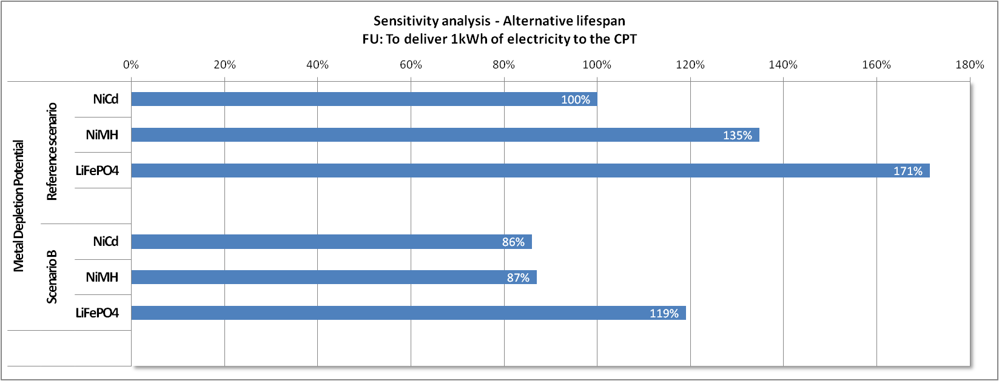 Sensitivity analysis - Alternative lifespan
FU: To deliver 1kWh of electricity to the CPT
0% 20% 40% 60% 80% 100% 120% 140% 160% 180%
Metal Depletion Potential
Reference scenario
NiCd 100%
NiMH 135%
LiFePO4 171%
Scenario B
NiCd 86%
NiMH 87%
LiFePO4 119%